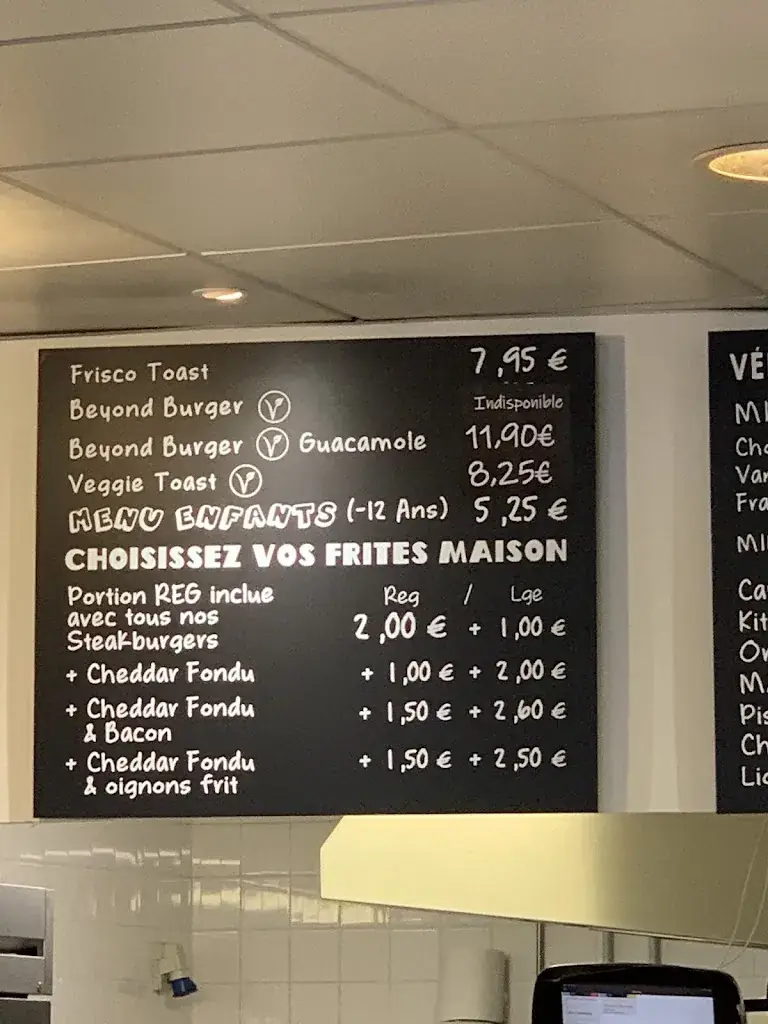 Frisco Toast 7,95 €
Beyond Burger V Indisponible
Beyond Burger V Guacamole 11,90€
Veggie Toast V 8,25€
MENU ENFANTS (-12 Ans) 5,25 €
CHOISISSEZ VOS FRITES MAISON
Portion REG inclue Reg / Lge
avec tous nos 2,00 € + 1,00 €
Steakburgers
+ Cheddar Fondu + 1,00 € + 2,00 €
+ Cheddar Fondu + 1,50 € + 2,60 €
& Bacon
+ Cheddar Fondu + 1,50 € + 2,50 €
& oignons frit